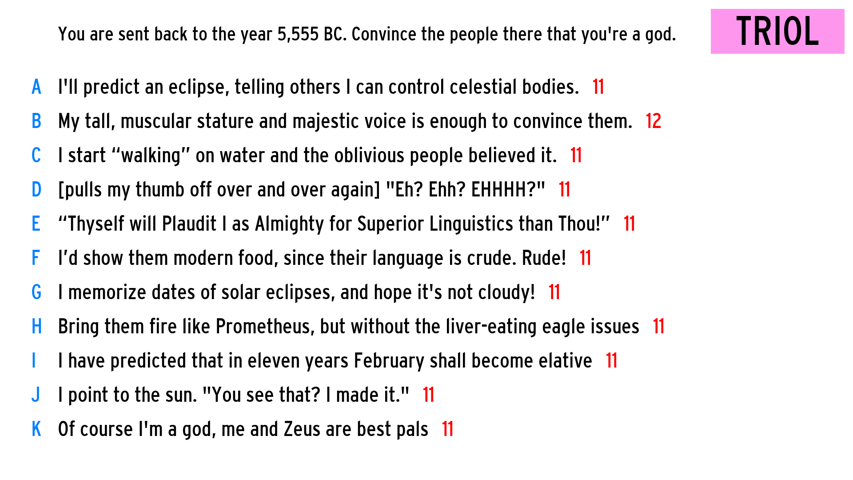 You are sent back to the year 5,555 BC. Convince the people there that you're a god.
TRIOL
A I'll predict an eclipse, telling others I can control celestial bodies. 11
B My tall, muscular stature and majestic voice is enough to convince them. 12
C I start “walking” on water and the oblivious people believed it. 11
D [pulls my thumb off over and over again] "Eh? Ehh? EHHHH?" 11
E “Thyself will Plaudit I as Almighty for Superior Linguistics than Thou!” 11
F I’d show them modern food, since their language is crude. Rude! 11
G I memorize dates of solar eclipses, and hope it's not cloudy! 11
H Bring them fire like Prometheus, but without the liver-eating eagle issues 11
I I have predicted that in eleven years February shall become elative 11
J I point to the sun. "You see that? I made it." 11
K Of course I'm a god, me and Zeus are best pals 11